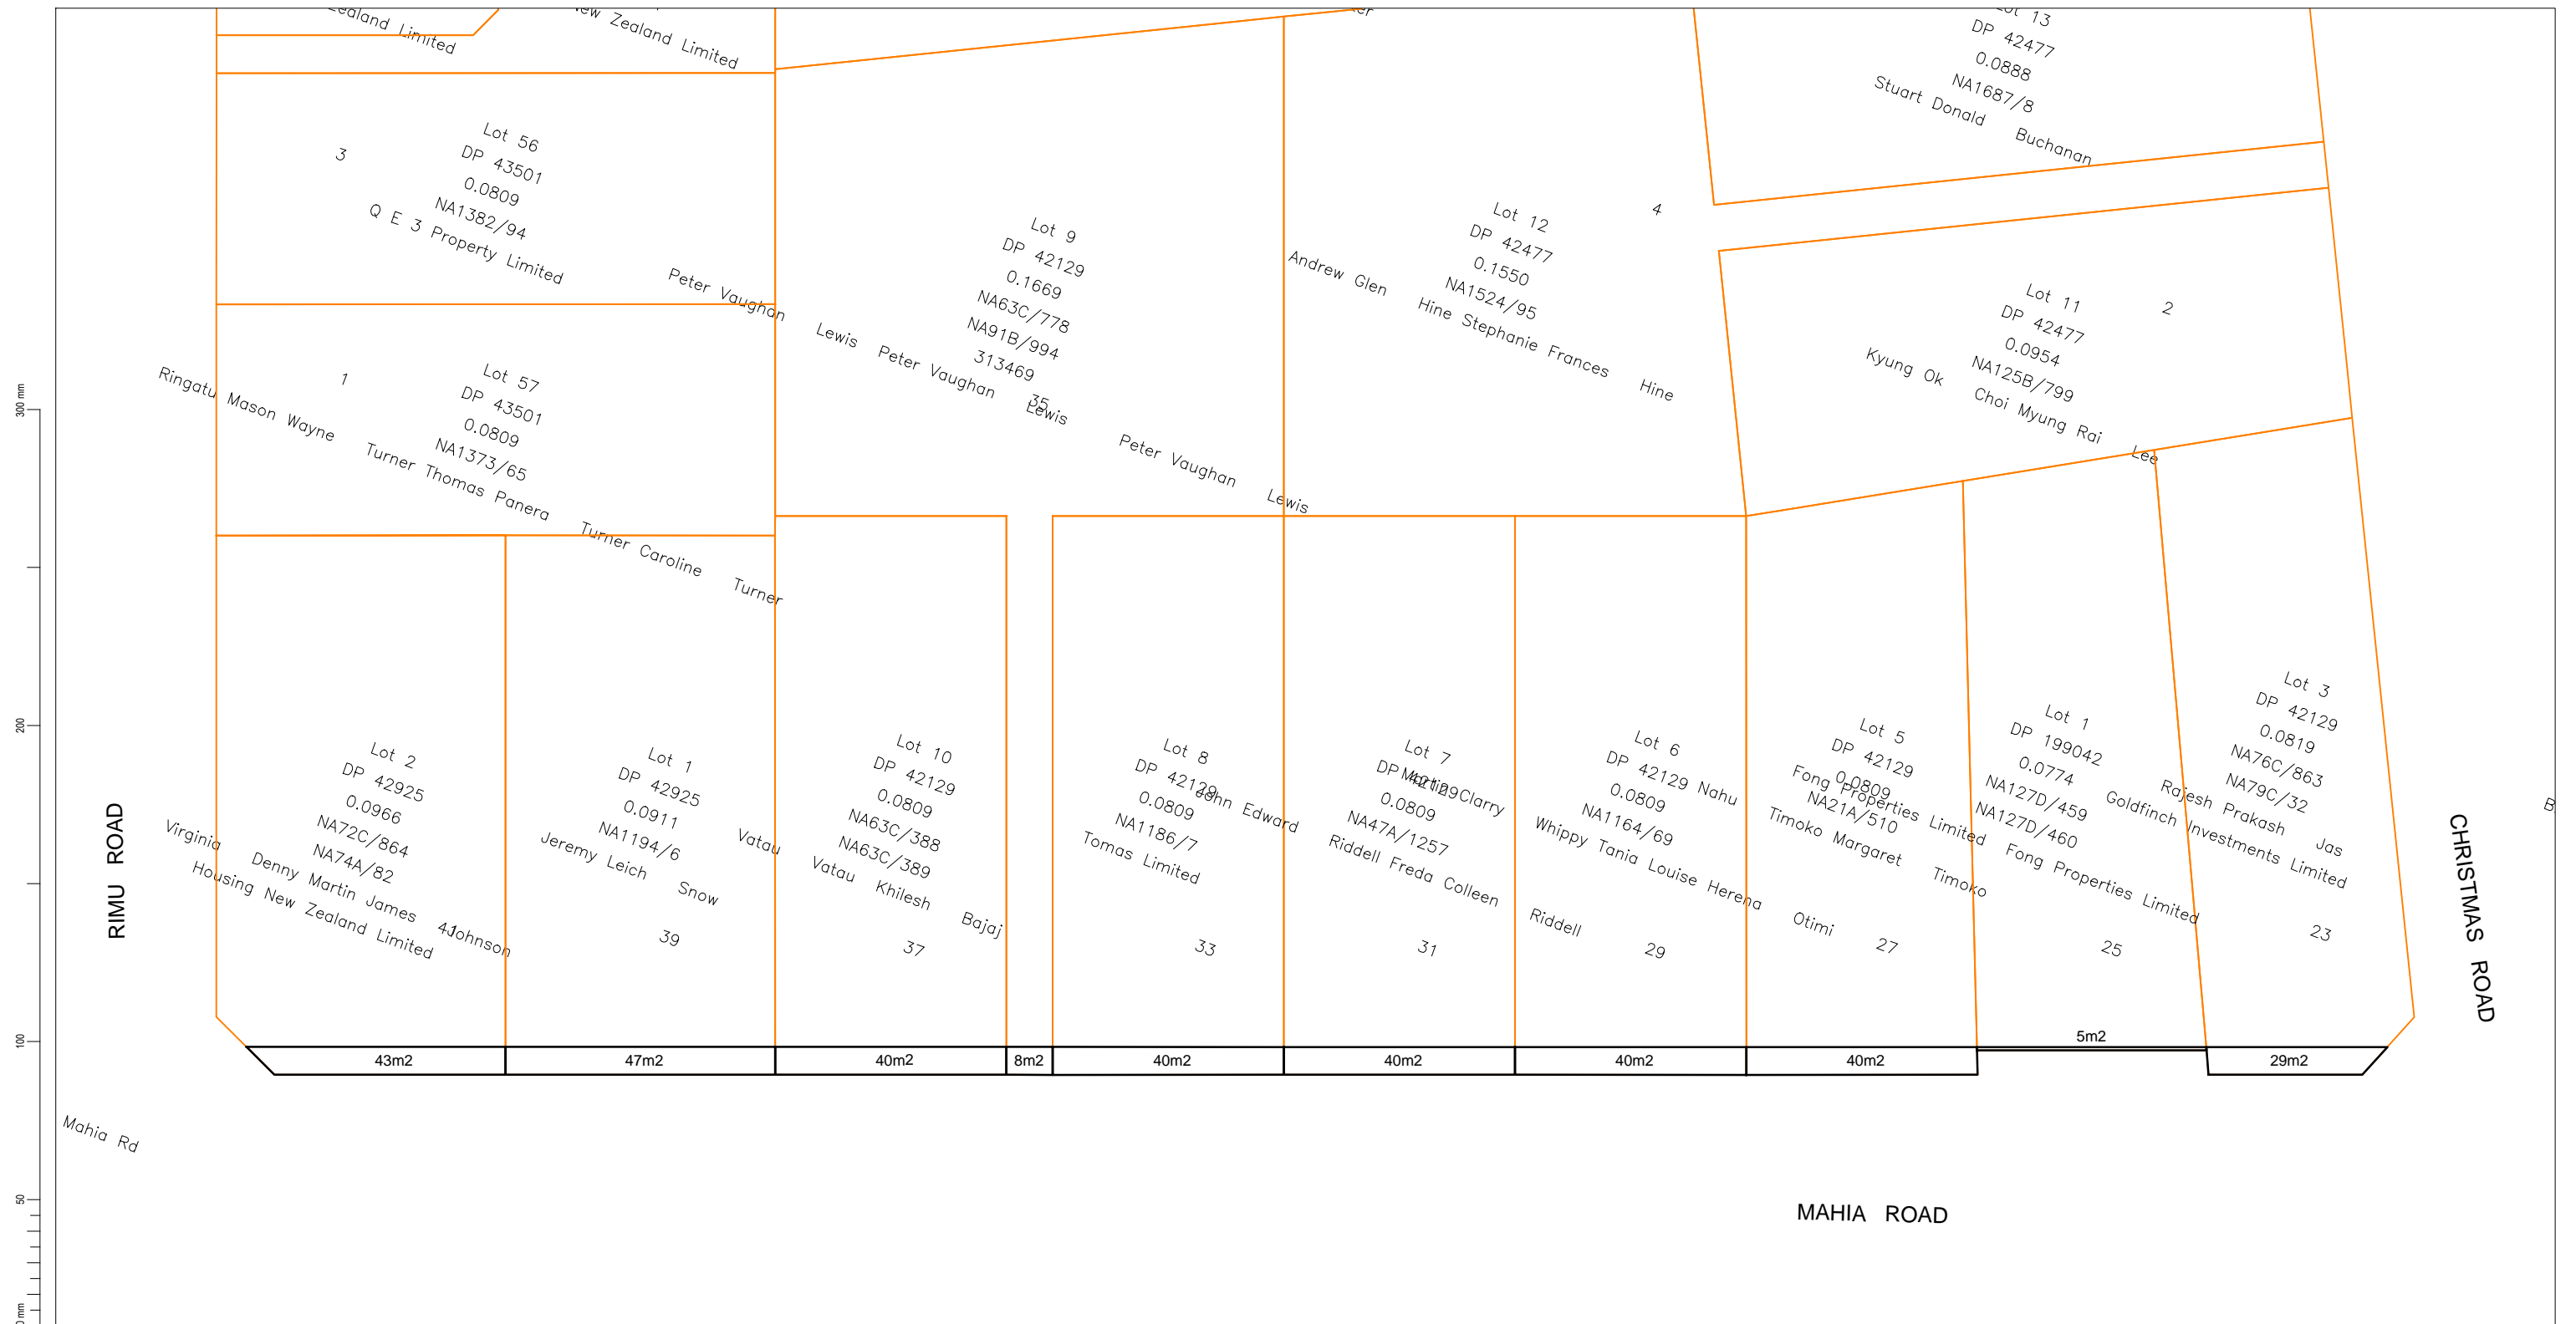 Zealand Limited
New Zealand Limited
Lot 13
DP 42477
0.0888
NA1687/8
Stuart Donald Buchanan
3
Lot 56
DP 43501
0.0809
NA1382/94
Q E 3 Property Limited
Lot 9
DP 42129
0.1669
NA63C/778
NA91B/994
313469
35
Peter Vaughan Lewis Peter Vaughan Lewis Peter Vaughan Lewis
4
Lot 12
DP 42477
0.1550
NA1524/95
Andrew Glen Hine Stephanie Frances Hine
2
Lot 11
DP 42477
0.0954
NA125B/799
Kyung Ok Choi Myung Rai Lee
1
Lot 57
DP 43501
0.0809
NA1373/65
Ringatu Mason Wayne Turner Thomas Panera Turner Caroline Turner
300 mm
200
100
50
0 mm
RIMU ROAD
Lot 2
DP 42925
0.0966
NA72C/864
NA74A/82
Virginia Denny Martin James Johnson
Housing New Zealand Limited
41
Lot 1
DP 42925
0.0911
NA1194/6
Jeremy Leich Snow
39
Lot 10
DP 42129
0.0809
NA63C/388
NA63C/389
Vatau Vatau Khilesh Bajaj
37
Lot 8
DP 42129
0.0809
NA1186/7
Tomas Limited
33
Lot 7
DP 42129
0.0809
NA47A/1257
John Edward Riddell Freda Colleen Riddell
31
Lot 6
DP 42129
0.0809
NA1164/69
Martin Clarry Whippy Tania Louise Herena Otimi
29
Lot 5
DP 42129
0.0809
NA21A/510
Nahu Timoko Margaret Timoko
27
Lot 1
DP 199042
0.0774
NA127D/459
NA127D/460
Fong Properties Limited Fong Properties Limited
25
Lot 3
DP 42129
0.0819
NA76C/863
NA79C/32
Rajesh Prakash Jas
Goldfinch Investments Limited
23
CHRISTMAS ROAD
B
43m2
47m2
40m2
8m2
40m2
40m2
40m2
40m2
5m2
29m2
Mahia Rd
MAHIA ROAD